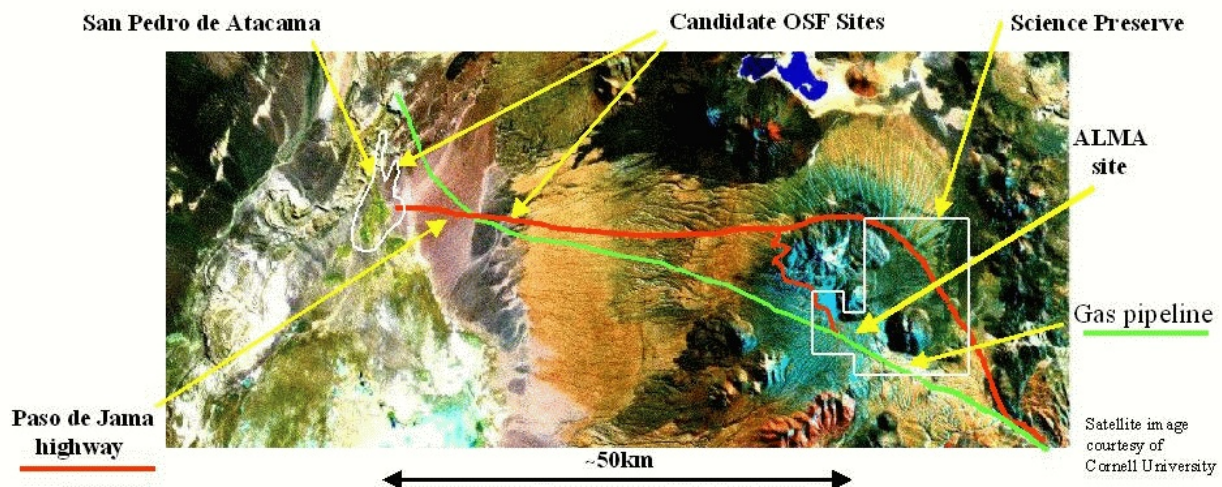 San Pedro de Atacama
Candidate OSF Sites
Science Preserve
ALMA
site
Gas pipeline
Paso de Jama
highway
~50km
Satellite image
courtesy of
Cornell University